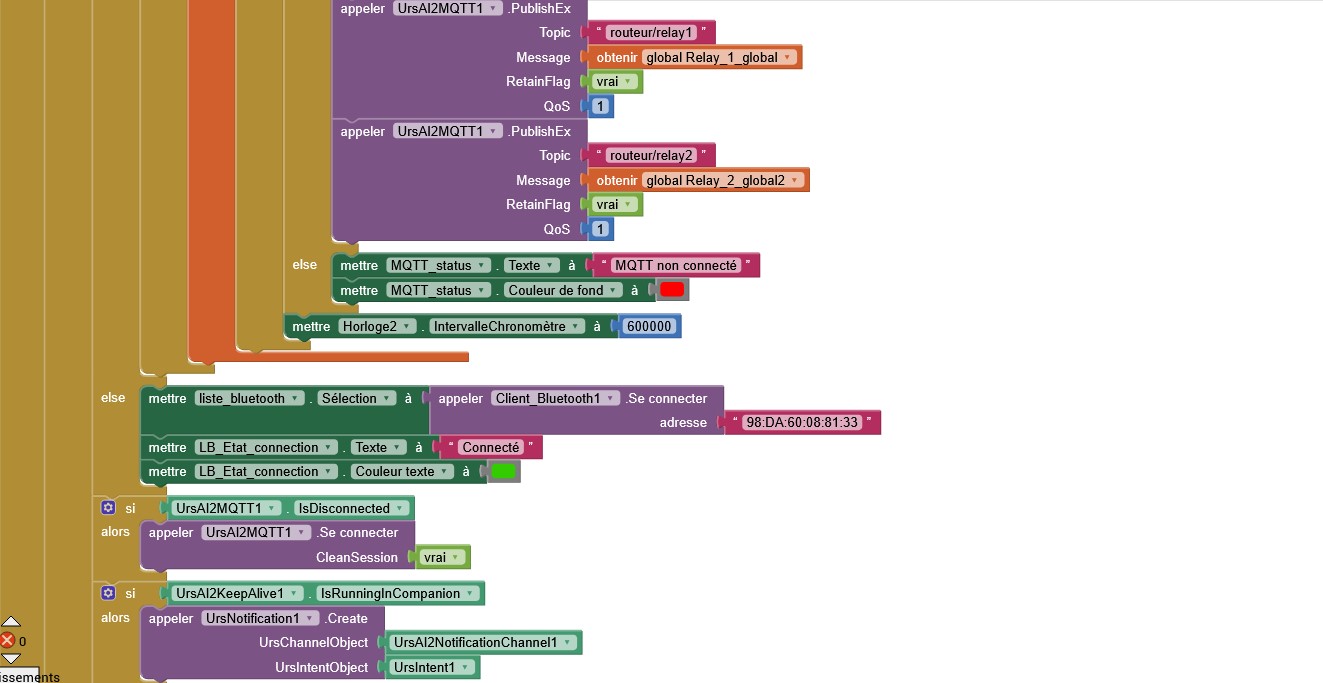 appeler UrsAI2MQTT1 .PublishEx
Topic “ routeur/relay1 ”
Message obtenir global Relay_1_global
RetainFlag vrai
QoS 1
appeler UrsAI2MQTT1 .PublishEx
Topic “ routeur/relay2 ”
Message obtenir global Relay_2_global2
RetainFlag vrai
QoS 1
else mettre MQTT_status . Texte à “ MQTT non connecté ”
mettre MQTT_status . Couleur de fond à
mettre Horloge2 . IntervalleChronomètre à 600000
else mettre liste_bluetooth . Sélection à appeler Client_Bluetooth1 .Se connecter
adresse “ 98:DA:60:08:81:33 ”
mettre LB_Etat_connection . Texte à “ Connecté ”
mettre LB_Etat_connection . Couleur texte à
si UrsAI2MQTT1 . IsDisconnected
alors appeler UrsAI2MQTT1 .Se connecter
CleanSession vrai
si UrsAI2KeepAlive1 . IsRunningInCompanion
alors appeler UrsNotification1 .Create
UrsChannelObject UrsAI2NotificationChannel1
0
UrsIntentObject UrsIntent1
issements